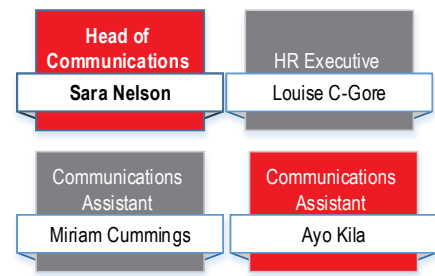 Head of
Communications
Sara Nelson
HR Executive
Louise C-Gore
Communications
Assistant
Miriam Cummings
Communications
Assistant
Ayo Kila